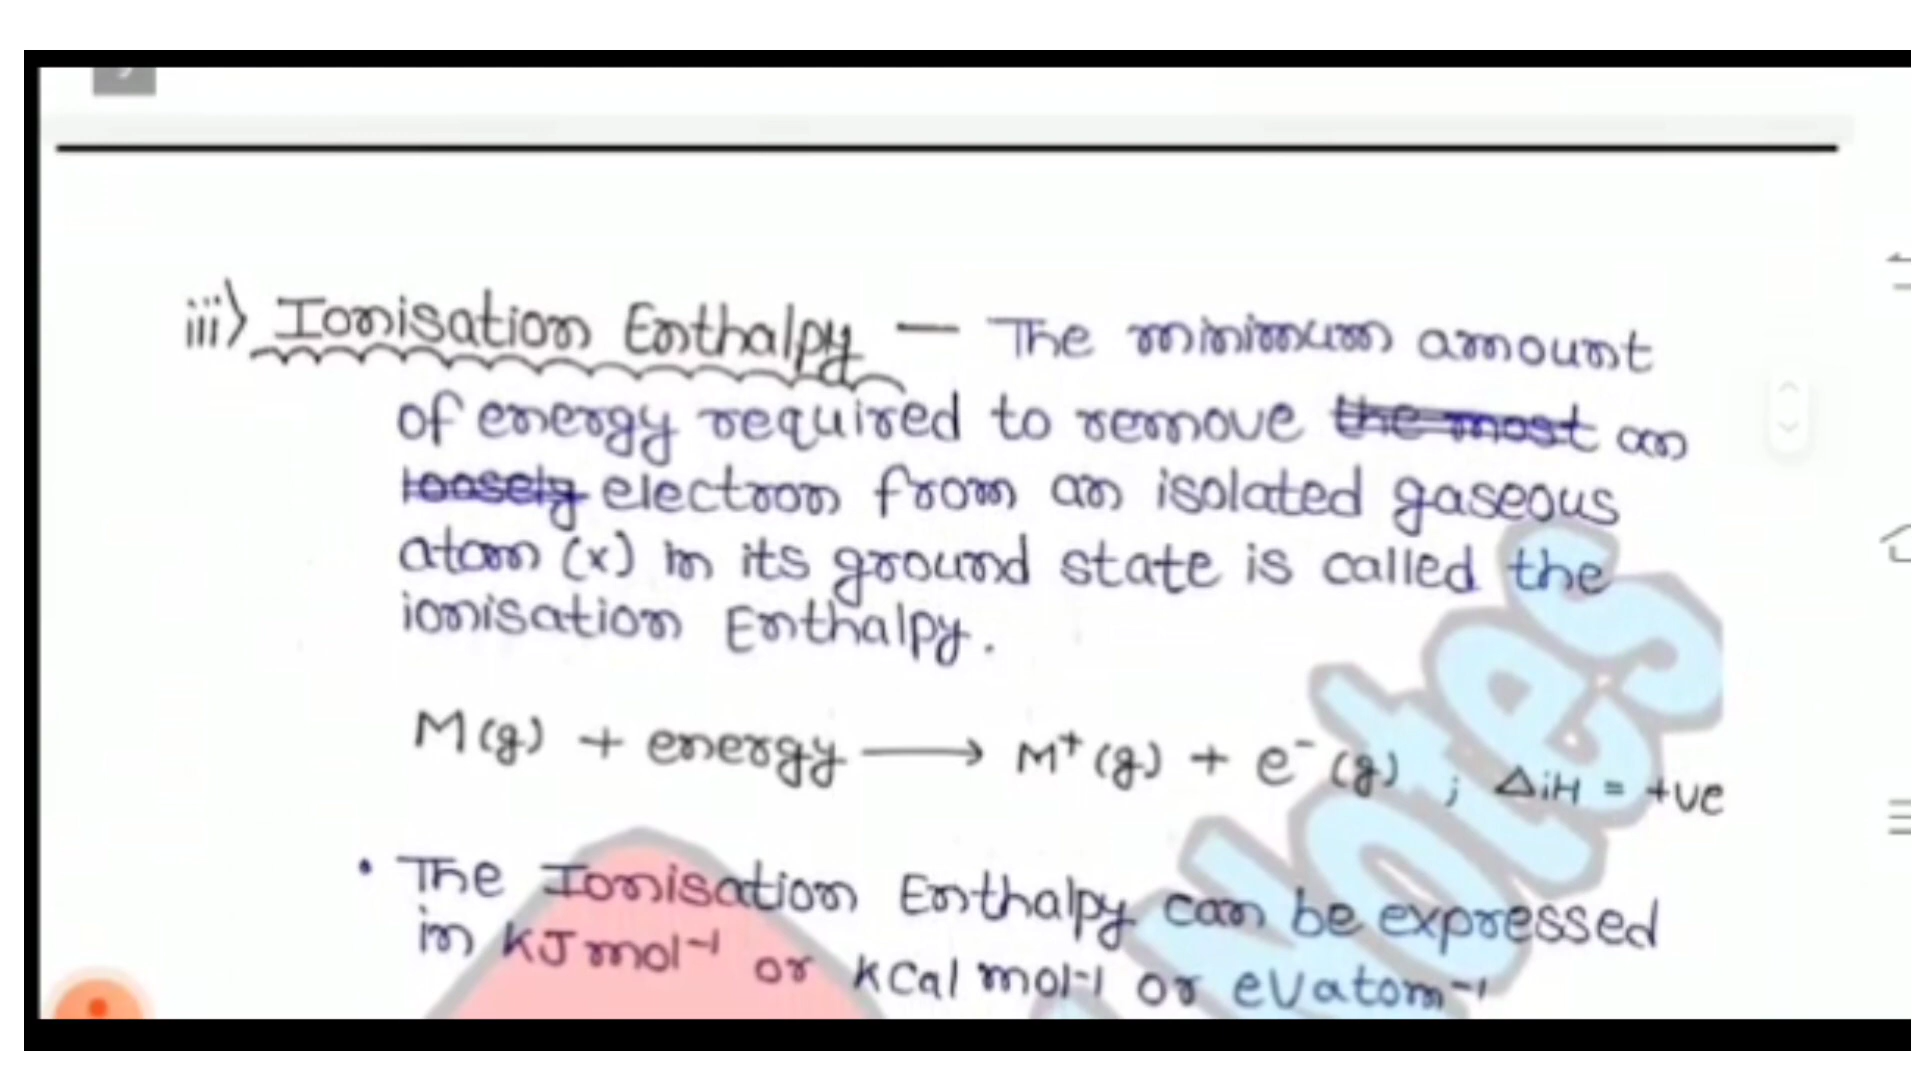 iii) Ionisation Enthalpy — The minimum amount
of energy required to remove the most an
loosely electron from an isolated gaseous
atom (x) in its ground state is called the
ionisation Enthalpy.
M(g) + energy ⟶ M⁺(g) + e⁻(g) ; ΔiH = +ve
• The Ionisation Enthalpy can be expressed
in KJ mol⁻¹ or KCal mol⁻¹ or eV atom⁻¹
Notes